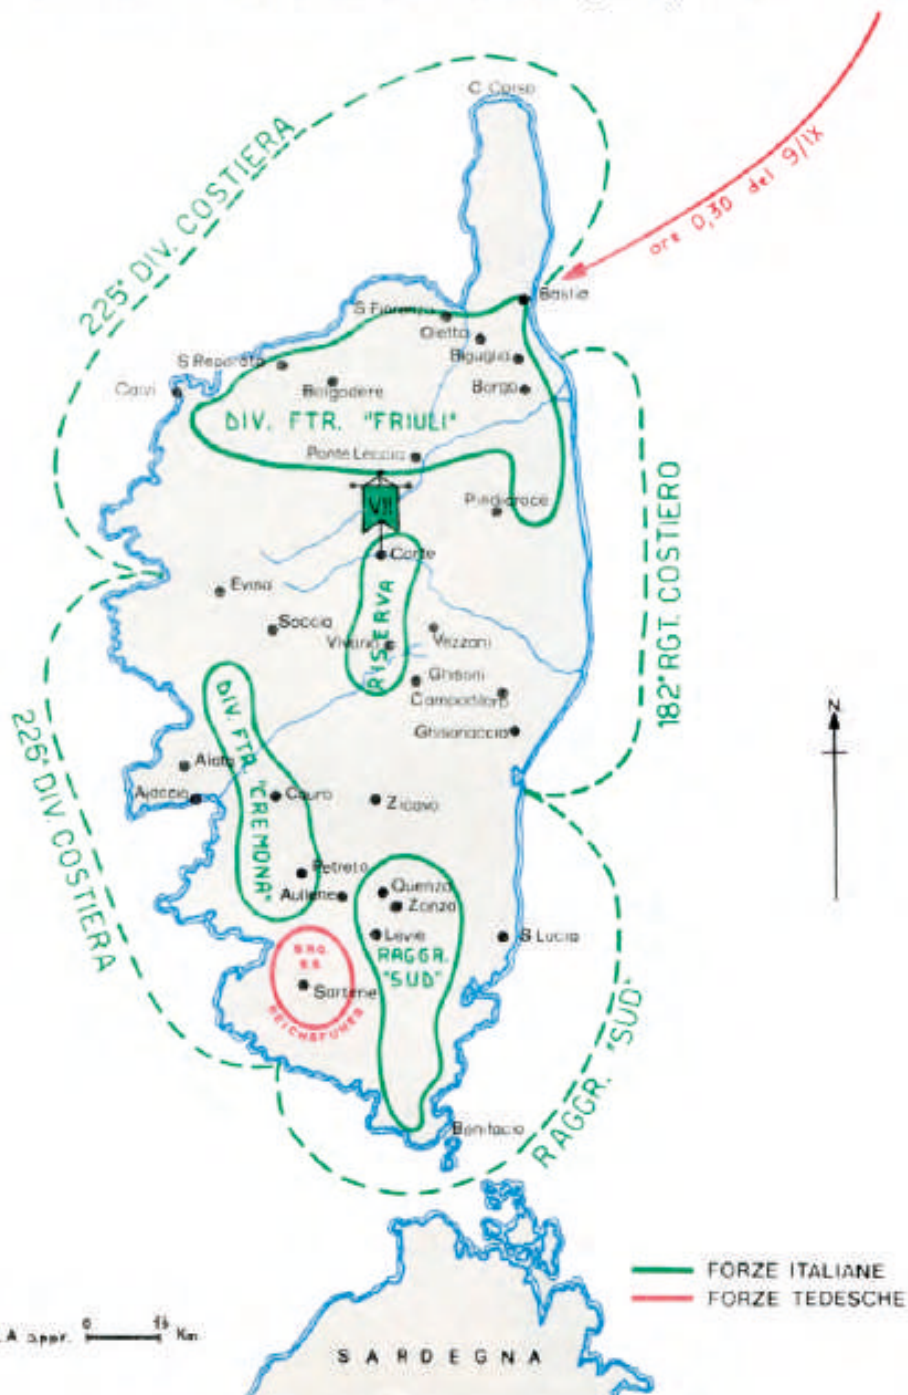 C Corso
225ª DIV. COSTIERA
ore 0,30 del 9/IX
Bastia
S Fiorenzo
Oletta
Biguglia
S Reparata
Belgodere
Borgo
Calvi
DIV. FTR. "FRIULI"
Ponte Leccia
VII
Piedicroce
Corte
182° RGT. COSTIERO
Evisa
RISERVA
Soccia
Vivario
Vezzani
Ghisoni
Ghisonaccia
N
DIV. FTR. "CREMONA"
226ª DIV. COSTIERA
Alata
Ajaccio
Cauro
Zicavo
Petreto
Aullene
Quenza
Zonza
Levie
S Lucia
RAGGR. "SUD"
Sartene
RAGGR. "SUD"
Bonifacio
FORZE ITALIANE
FORZE TEDESCHE
A appr. 0 15 Km
SARDEGNA